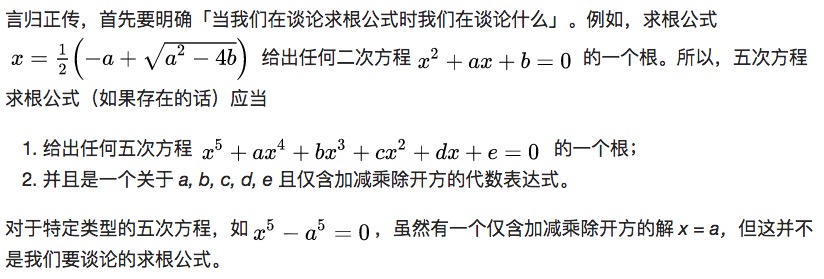 言归正传，首先要明确「当我们在谈论求根公式时我们在谈论什么」。例如，求根公式
x = \frac{1}{2}\left(-a + \sqrt{a^2 - 4b}\right) 给出任何二次方程 x^2 + ax + b = 0 的一个根。所以，五次方程
求根公式（如果存在的话）应当
1. 给出任何五次方程 x^5 + ax^4 + bx^3 + cx^2 + dx + e = 0 的一个根；
2. 并且是一个关于 a, b, c, d, e 且仅含加减乘除开方的代数表达式。
对于特定类型的五次方程，如 x^5 - a^5 = 0，虽然有一个仅含加减乘除开方的解 x = a，但这并不
是我们要谈论的求根公式。